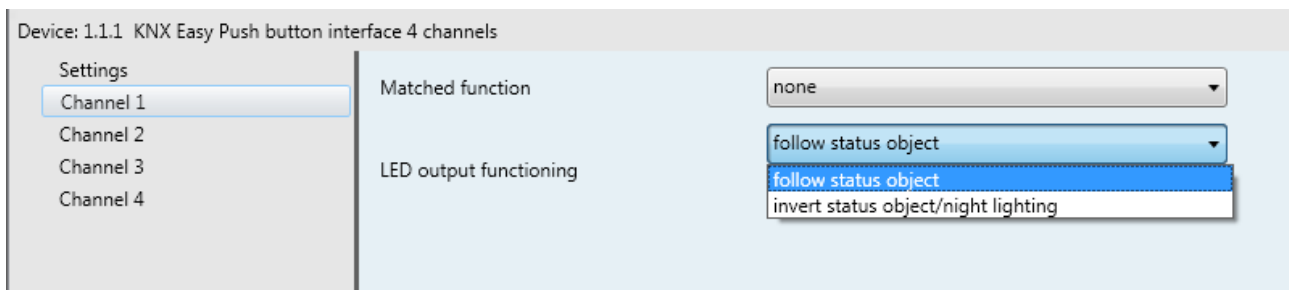 Device: 1.1.1 KNX Easy Push button interface 4 channels
Settings
Channel 1
Channel 2
Channel 3
Channel 4
Matched function
none
LED output functioning
follow status object
follow status object
invert status object/night lighting